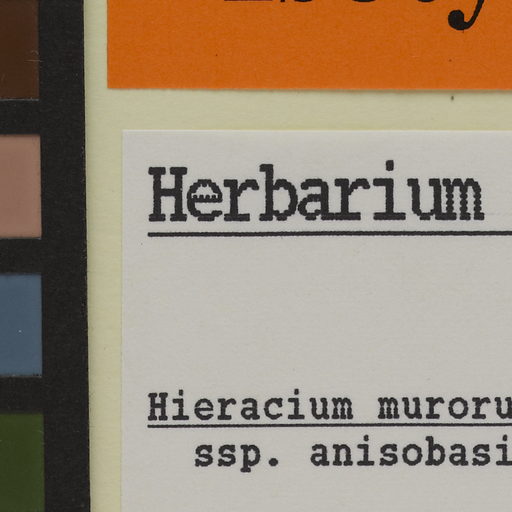 Herbarium
Hieracium muroru
ssp. anisobasi